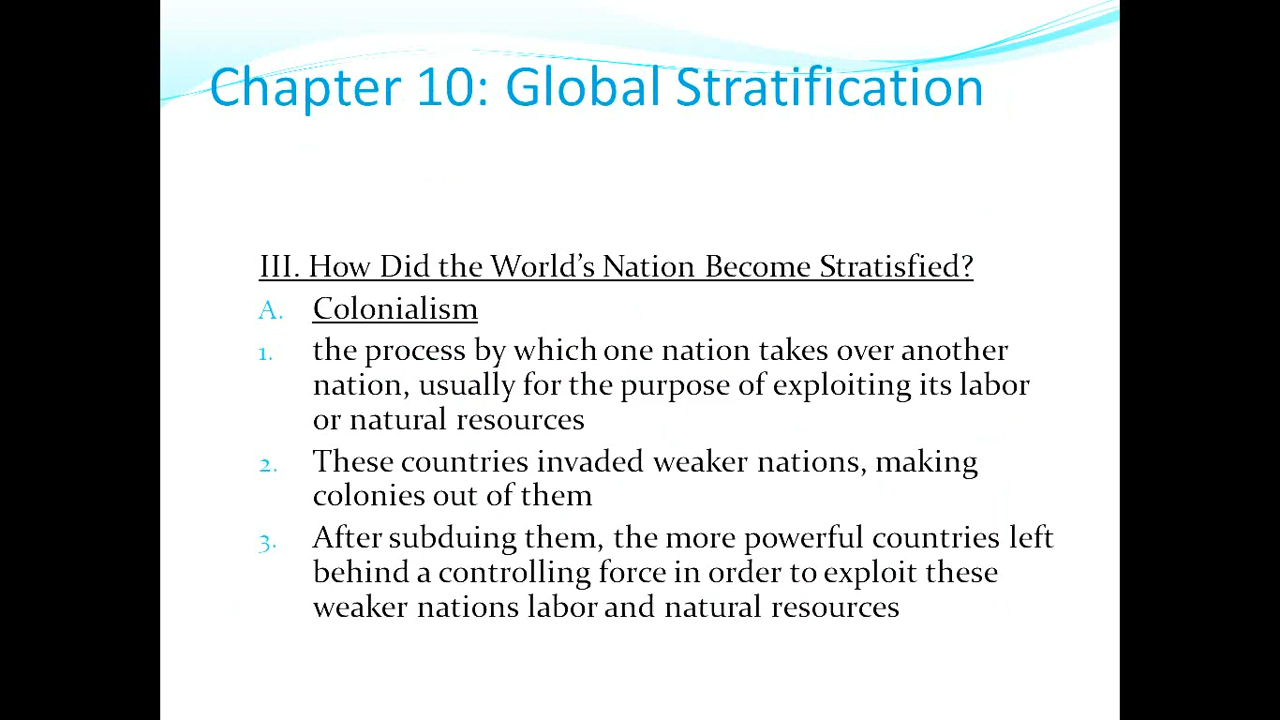 Chapter 10: Global Stratification
III. How Did the World's Nation Become Stratisfied?
A. Colonialism
1. the process by which one nation takes over another
nation, usually for the purpose of exploiting its labor
or natural resources
2. These countries invaded weaker nations, making
colonies out of them
3. After subduing them, the more powerful countries left
behind a controlling force in order to exploit these
weaker nations labor and natural resources